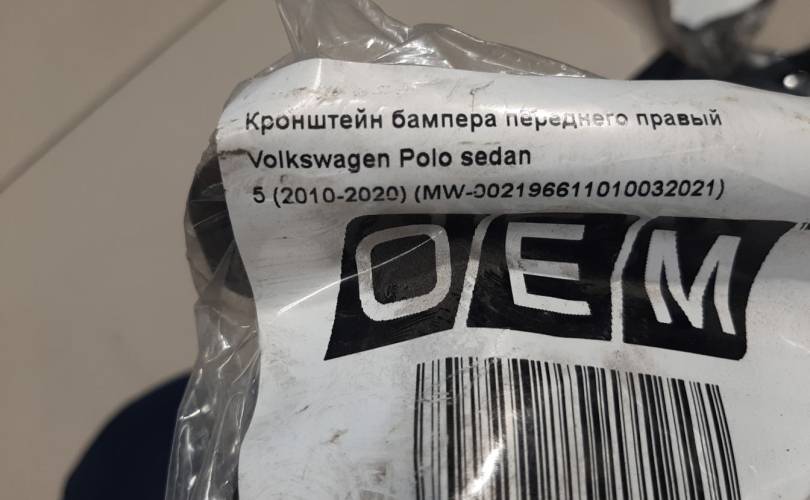 Кронштейн бампера переднего правый
Volkswagen Polo sedan
5 (2010-2020) (MW-002196611010032021)
OEM